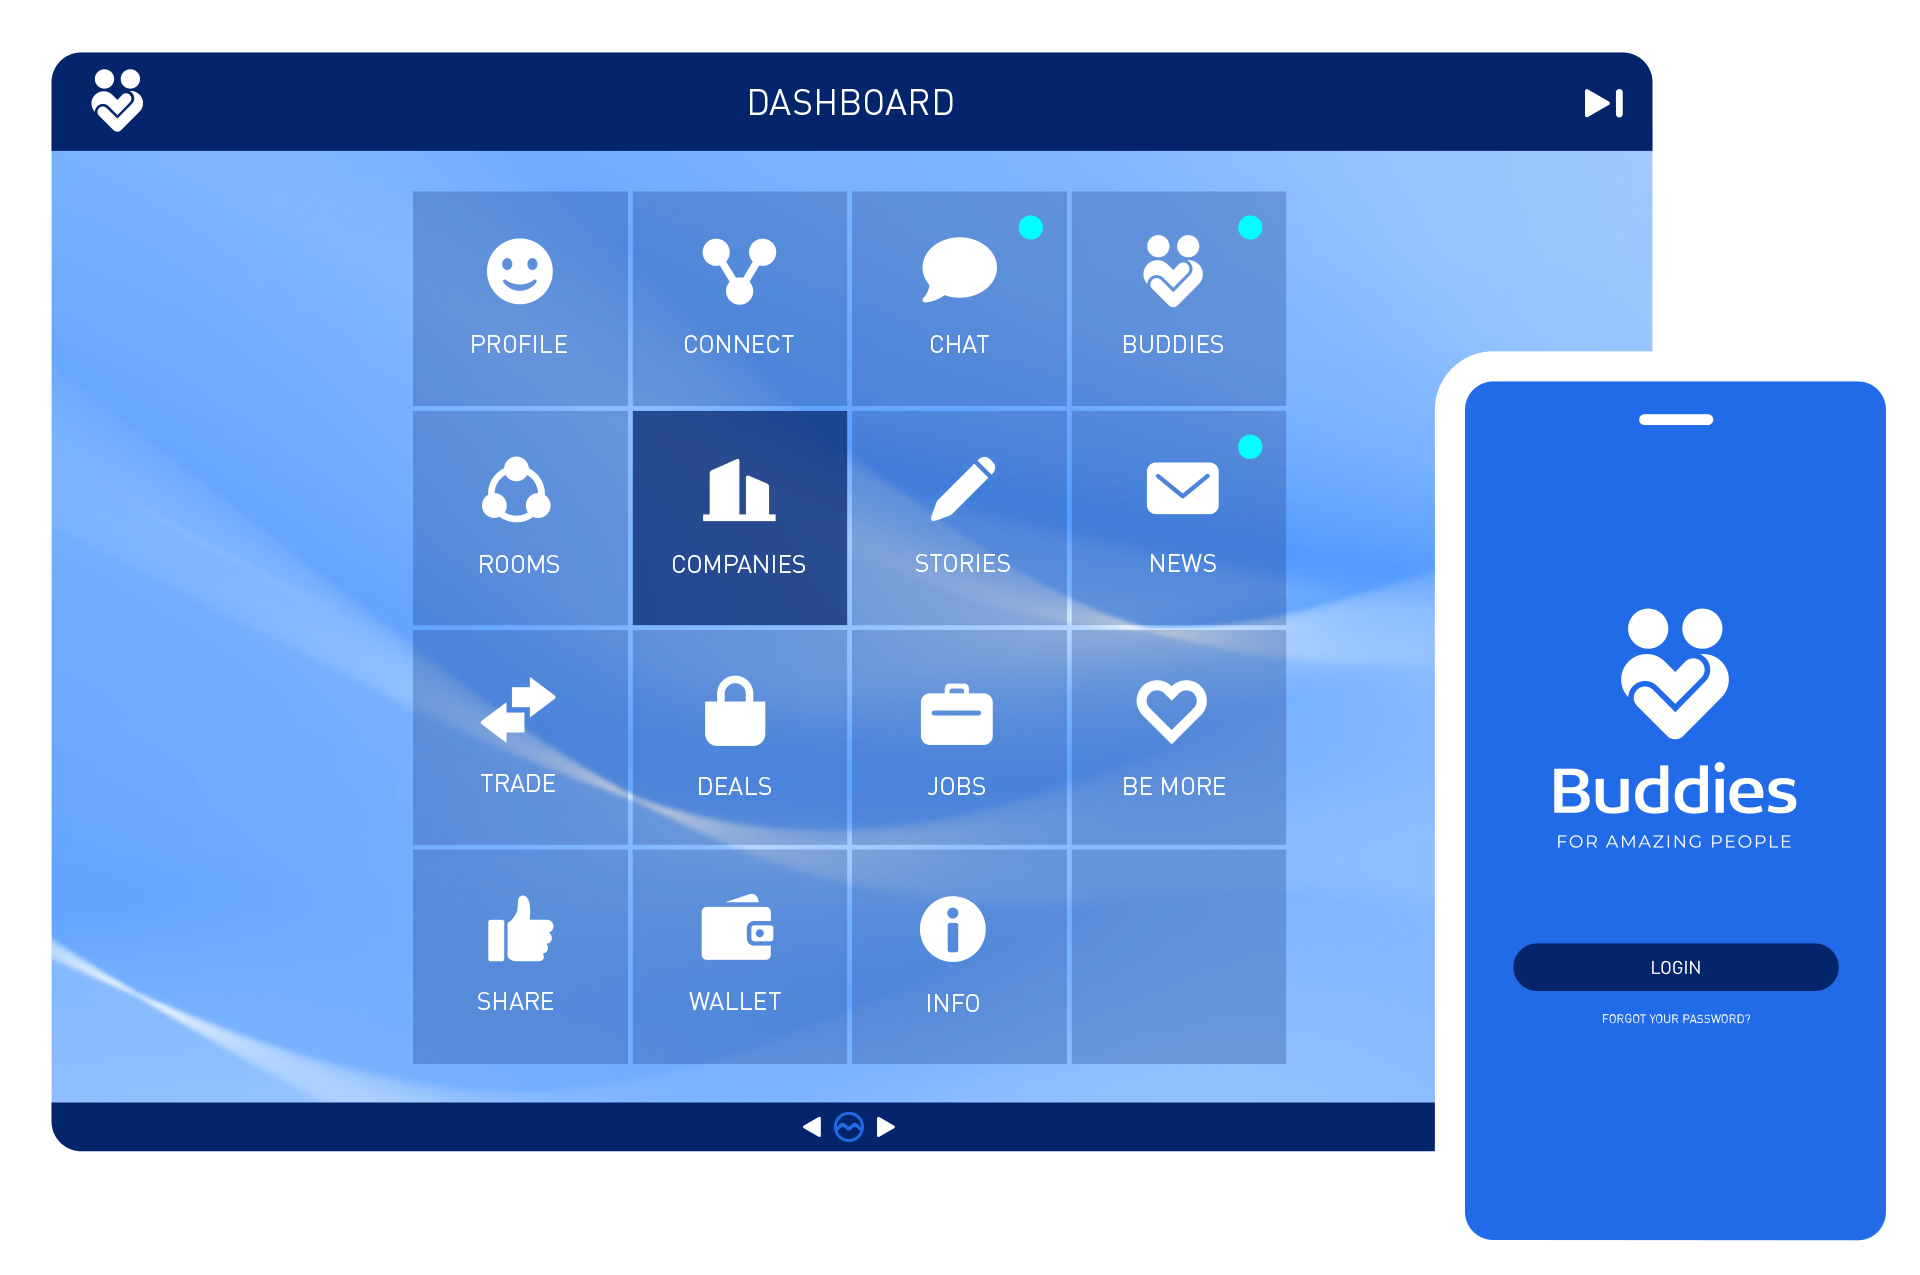 DASHBOARD
PROFILE
CONNECT
CHAT
BUDDIES
ROOMS
COMPANIES
STORIES
NEWS
TRADE
DEALS
JOBS
BE MORE
SHARE
WALLET
INFO
Buddies
FOR AMAZING PEOPLE
LOGIN
FORGOT YOUR PASSWORD?